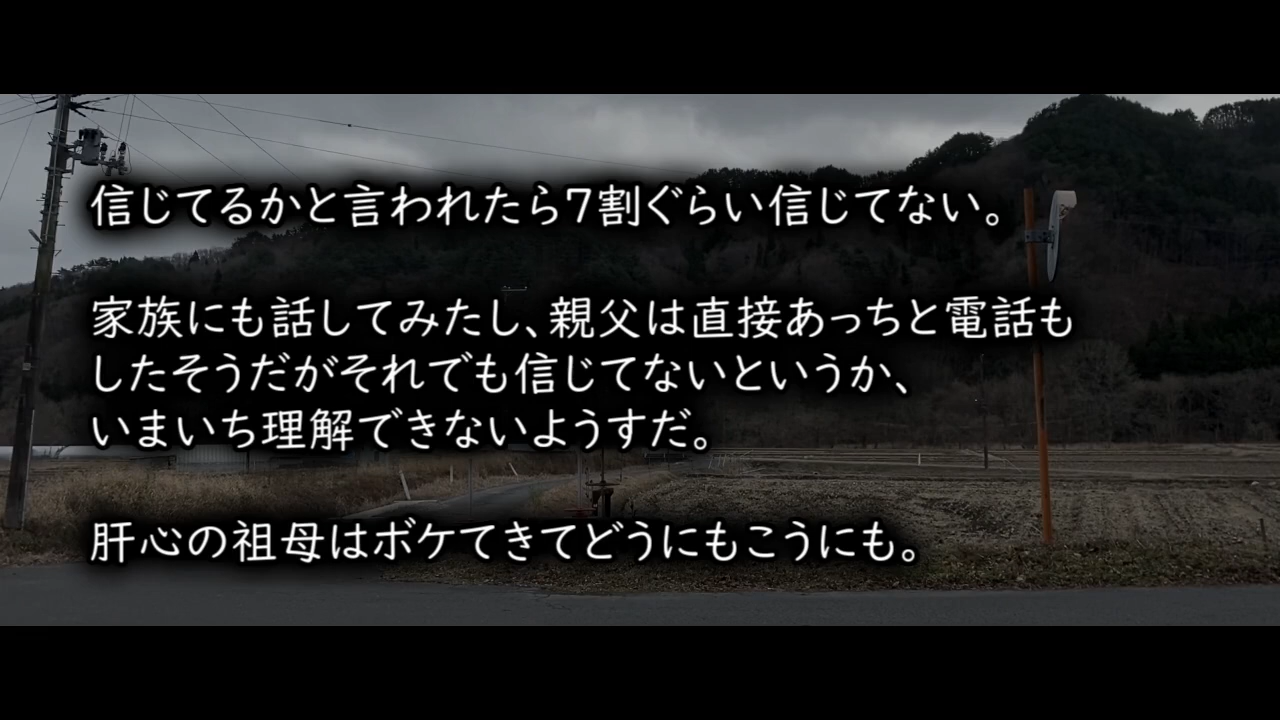 信じてるかと言われたら7割ぐらい信じてない。
家族にも話してみたし、親父は直接あっちと電話も
したそうだがそれでも信じてないというか、
いまいち理解できないようすだ。
肝心の祖母はボケてきてどうにもこうにも。